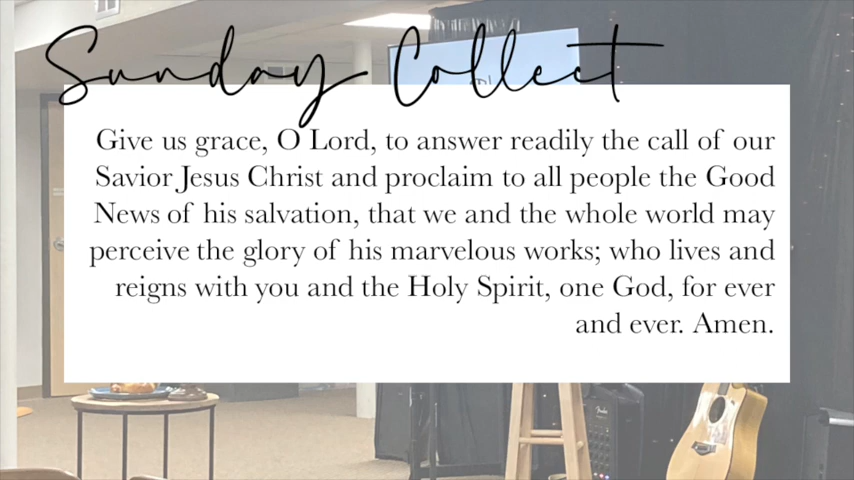 Sunday Collect
Give us grace, O Lord, to answer readily the call of our
Savior Jesus Christ and proclaim to all people the Good
News of his salvation, that we and the whole world may
perceive the glory of his marvelous works; who lives and
reigns with you and the Holy Spirit, one God, for ever
and ever. Amen.
Fender